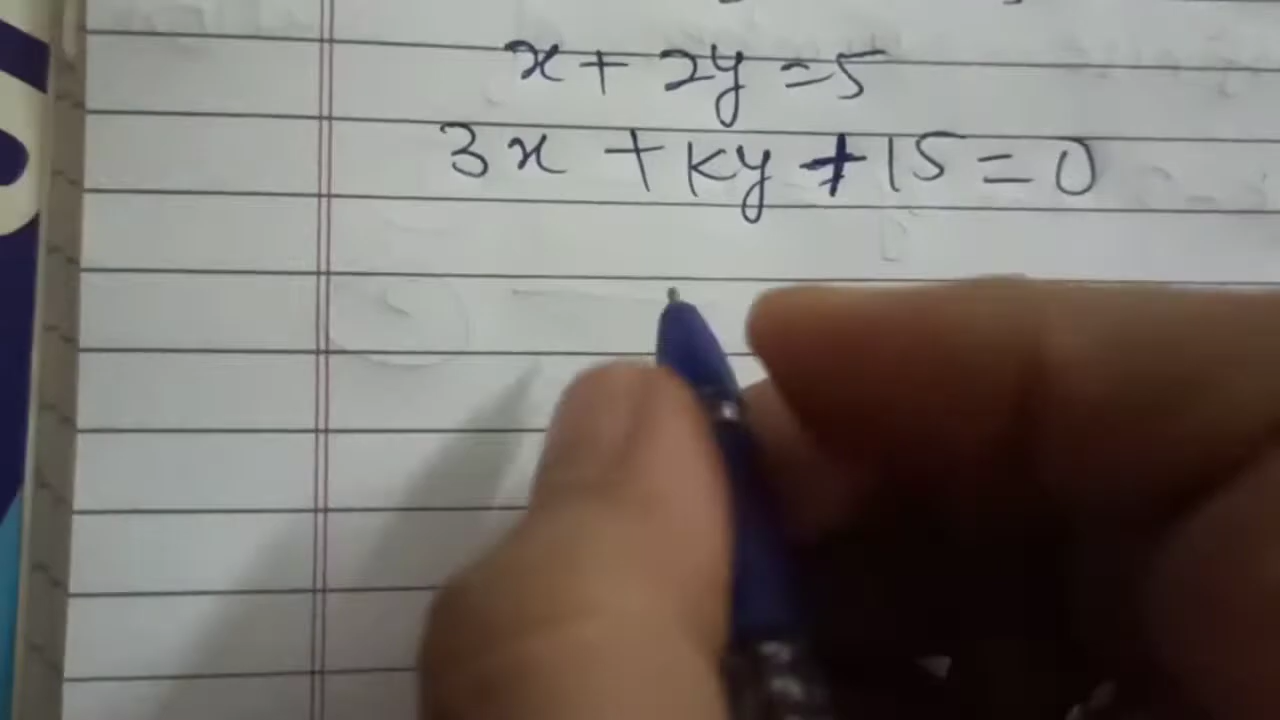 x + 2y = 5
3x + ky + 15 = 0